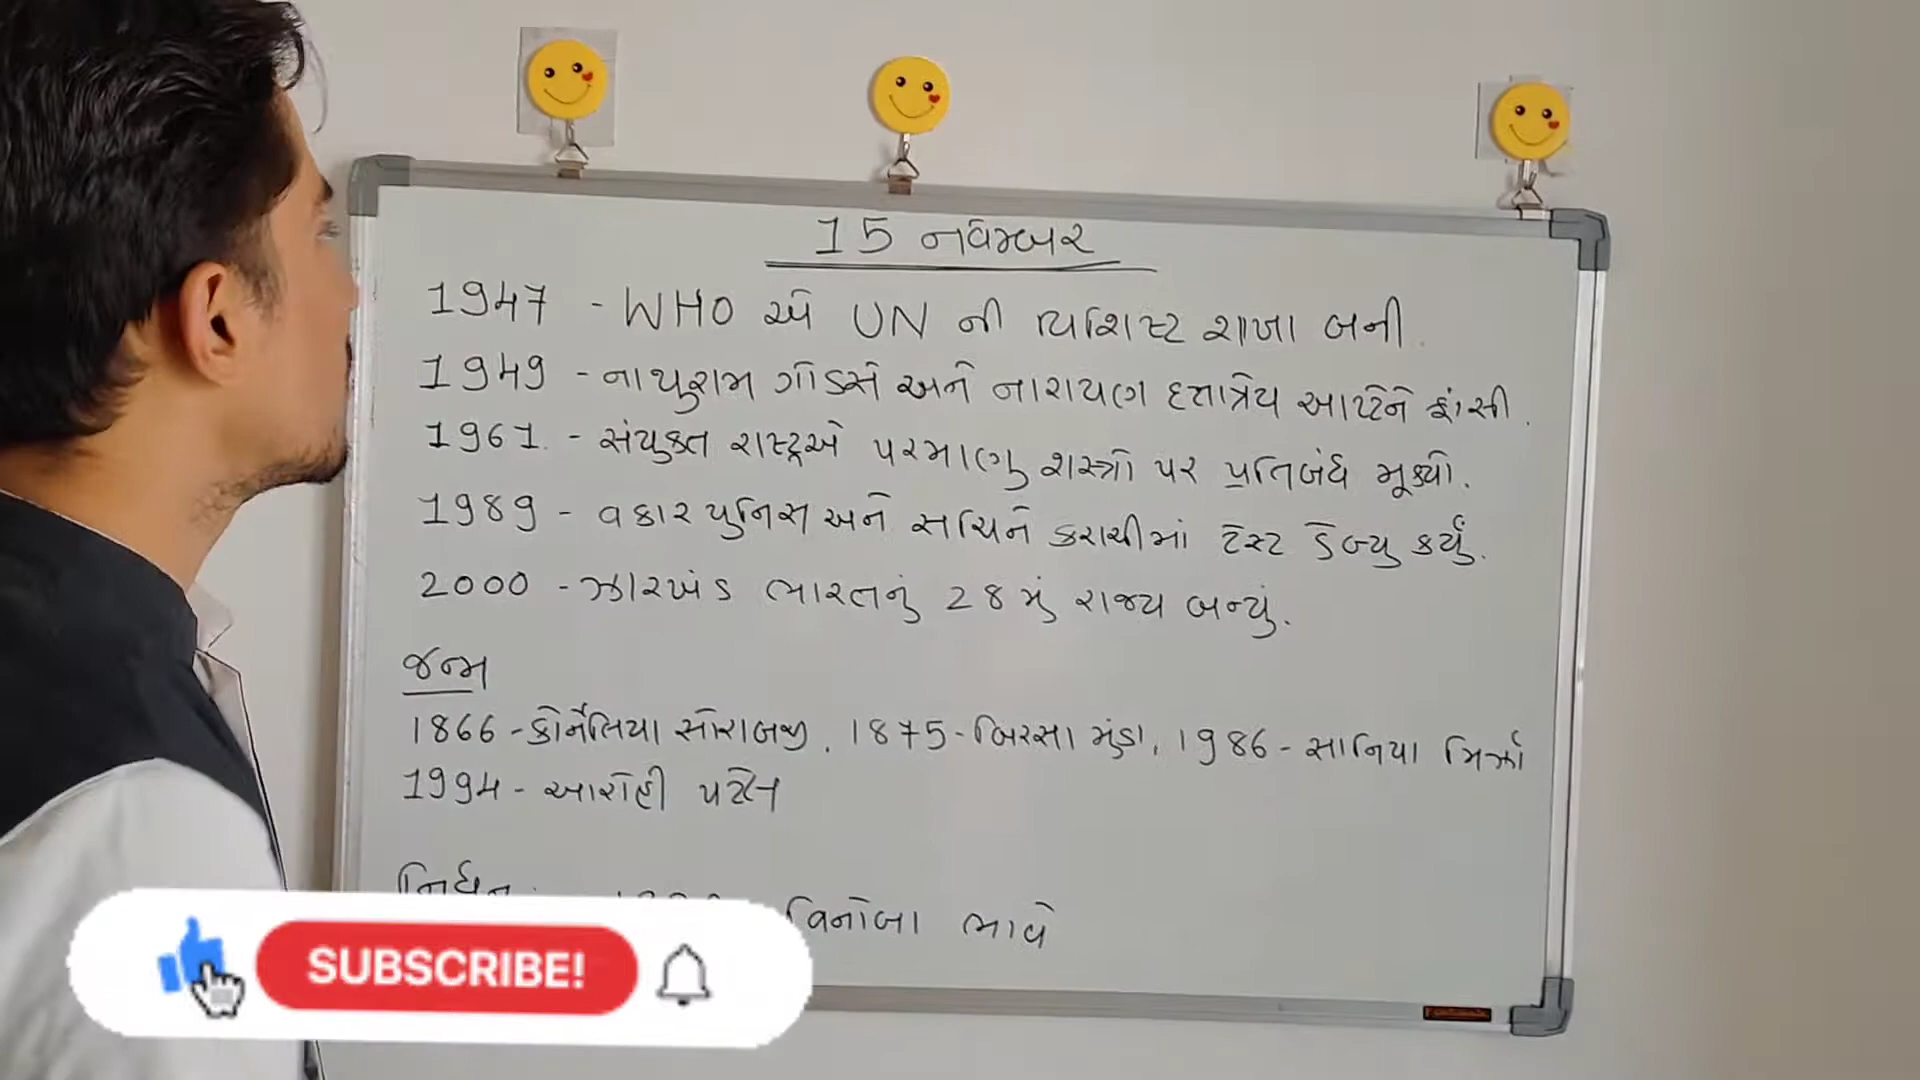 15 નવેમ્બર
1947 - WHO એ UN ની વિશિષ્ટ શાખા બની.
1949 - નાથુરામ ગોડસે અને નારાયણ દત્તાત્રેય આપ્ટેને ફાંસી.
1961. - સંયુક્ત રાષ્ટ્રએ પરમાણુ શસ્ત્રો પર પ્રતિબંધ મૂક્યો.
1989 - વકાર યુનિસ અને સચિને કરાચીમાં ટેસ્ટ ડેબ્યુ કર્યું.
2000 - ઝારખંડ ભારતનું 28 મું રાજ્ય બન્યું.
જન્મ
1866 - કોર્નેલિયા સોરાબજી, 1875 - બિરસા મુંડા, 1986 - સાનિયા મિર્ઝા
1994 - આરોહી પટેલ
નિધન: વિનોબા ભાવે
SUBSCRIBE!